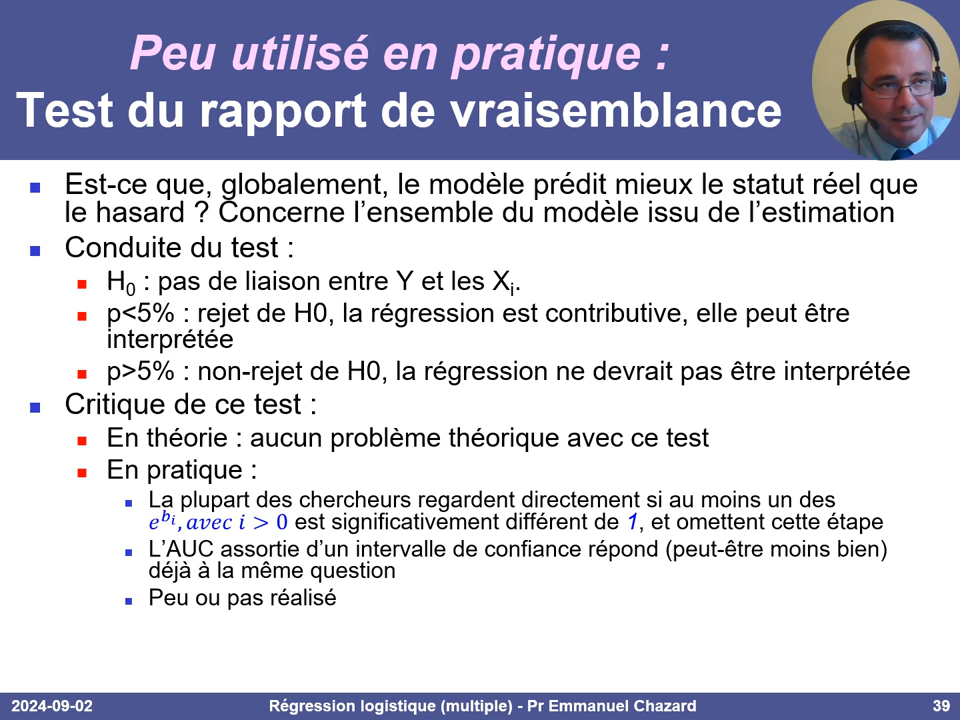 Peu utilisé en pratique :
Test du rapport de vraisemblance
Est-ce que, globalement, le modèle prédit mieux le statut réel que
le hasard ? Concerne l’ensemble du modèle issu de l’estimation
Conduite du test :
H0 : pas de liaison entre Y et les Xi.
p<5% : rejet de H0, la régression est contributive, elle peut être
interprétée
p>5% : non-rejet de H0, la régression ne devrait pas être interprétée
Critique de ce test :
En théorie : aucun problème théorique avec ce test
En pratique :
La plupart des chercheurs regardent directement si au moins un des
e^{b_i}, avec i > 0 est significativement différent de 1, et omettent cette étape
L’AUC assortie d’un intervalle de confiance répond (peut-être moins bien)
déjà à la même question
Peu ou pas réalisé
2024-09-02 Régression logistique (multiple) - Pr Emmanuel Chazard 39